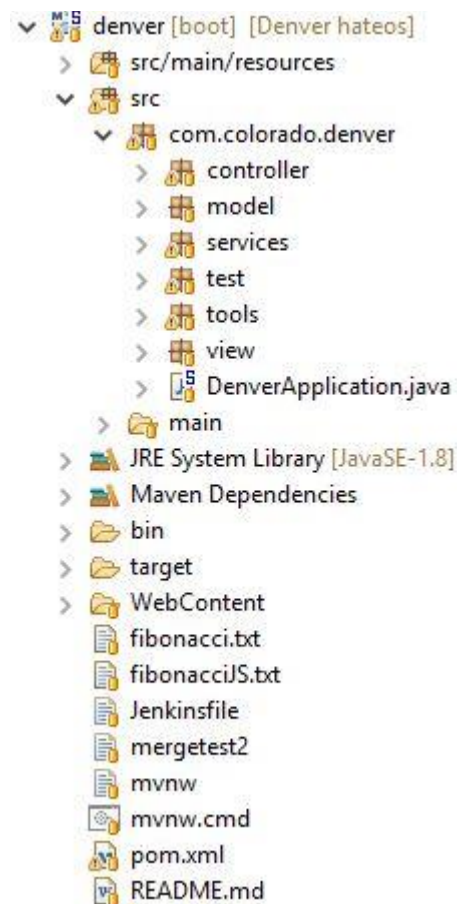 denver [boot] [Denver hateos]
src/main/resources
src
com.colorado.denver
controller
model
services
test
tools
view
DenverApplication.java
main
JRE System Library [JavaSE-1.8]
Maven Dependencies
bin
target
WebContent
fibonacci.txt
fibonacciJS.txt
Jenkinsfile
mergetest2
mvnw
mvnw.cmd
pom.xml
README.md